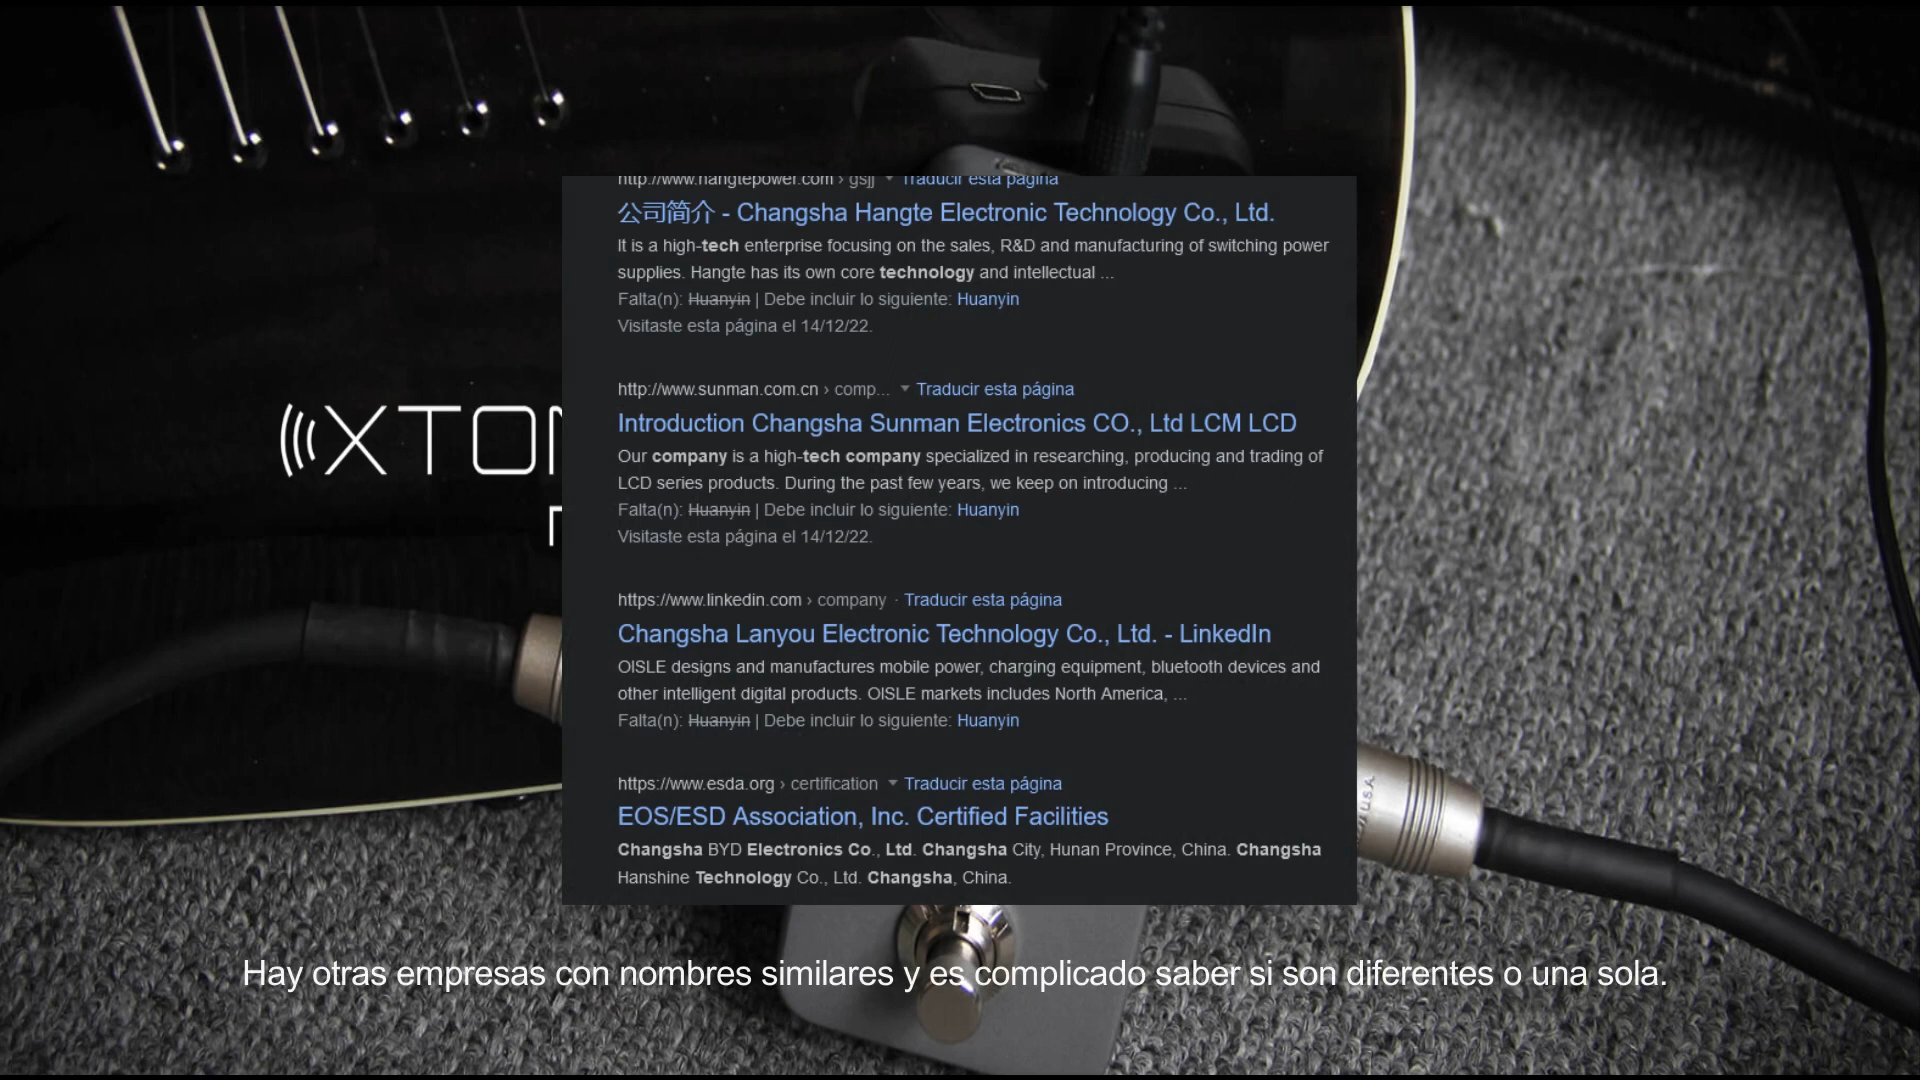 http://www.hangtepower.com › gsjj Traducir esta página
公司简介 - Changsha Hangte Electronic Technology Co., Ltd.
It is a high-tech enterprise focusing on the sales, R&D and manufacturing of switching power
supplies. Hangte has its own core technology and intellectual ...
Falta(n): Huanyin | Debe incluir lo siguiente: Huanyin
Visitaste esta página el 14/12/22.
http://www.sunman.com.cn › comp... Traducir esta página
Introduction Changsha Sunman Electronics CO., Ltd LCM LCD
Our company is a high-tech company specialized in researching, producing and trading of
LCD series products. During the past few years, we keep on introducing ...
Falta(n): Huanyin | Debe incluir lo siguiente: Huanyin
Visitaste esta página el 14/12/22.
XTO
https://www.linkedin.com › company · Traducir esta página
Changsha Lanyou Electronic Technology Co., Ltd. - LinkedIn
OISLE designs and manufactures mobile power, charging equipment, bluetooth devices and
other intelligent digital products. OISLE markets includes North America, ...
Falta(n): Huanyin | Debe incluir lo siguiente: Huanyin
https://www.esda.org › certification Traducir esta página
EOS/ESD Association, Inc. Certified Facilities
Changsha BYD Electronics Co., Ltd. Changsha City, Hunan Province, China. Changsha
Hanshine Technology Co., Ltd. Changsha, China.
Hay otras empresas con nombres similares y es complicado saber si son diferentes o una sola.